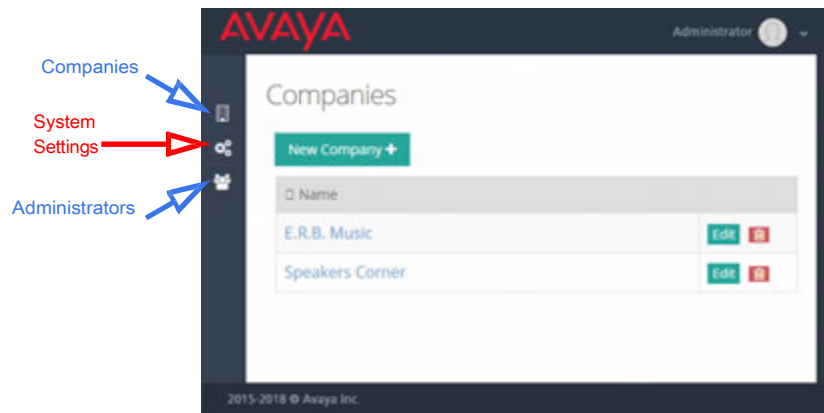 AVAYA
Administrator
Companies
System
Settings
Administrators
Companies
New Company +
Name
E.R.B. Music
Edit
Speakers Corner
Edit
2015-2018 © Avaya Inc.